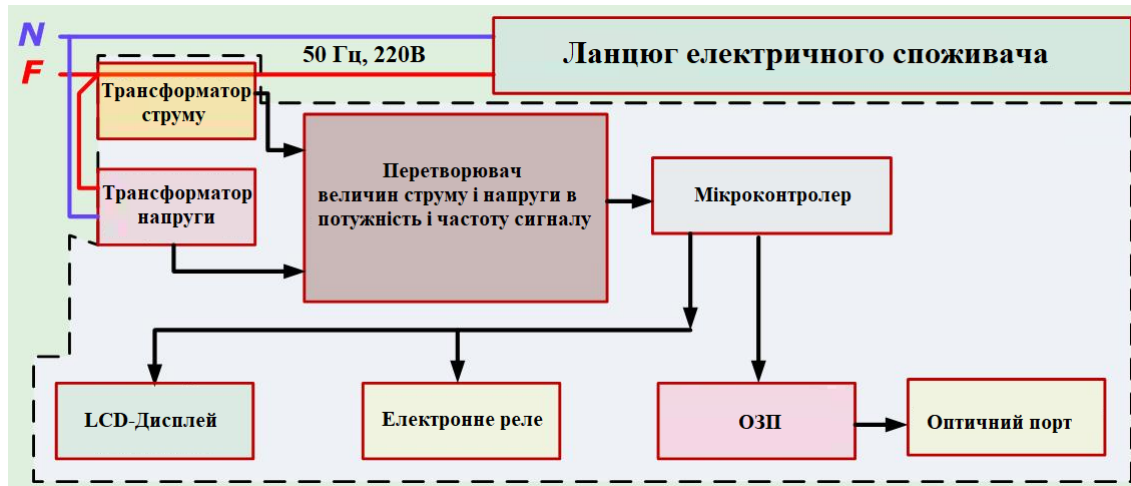 N
F
50 Гц, 220В
Ланцюг електричного споживача
Трансформатор
струму
Трансформатор
напруги
Перетворювач
величин струму і напруги в
потужність і частоту сигналу
Мікроконтролер
LCD-Дисплей
Електронне реле
ОЗП
Оптичний порт